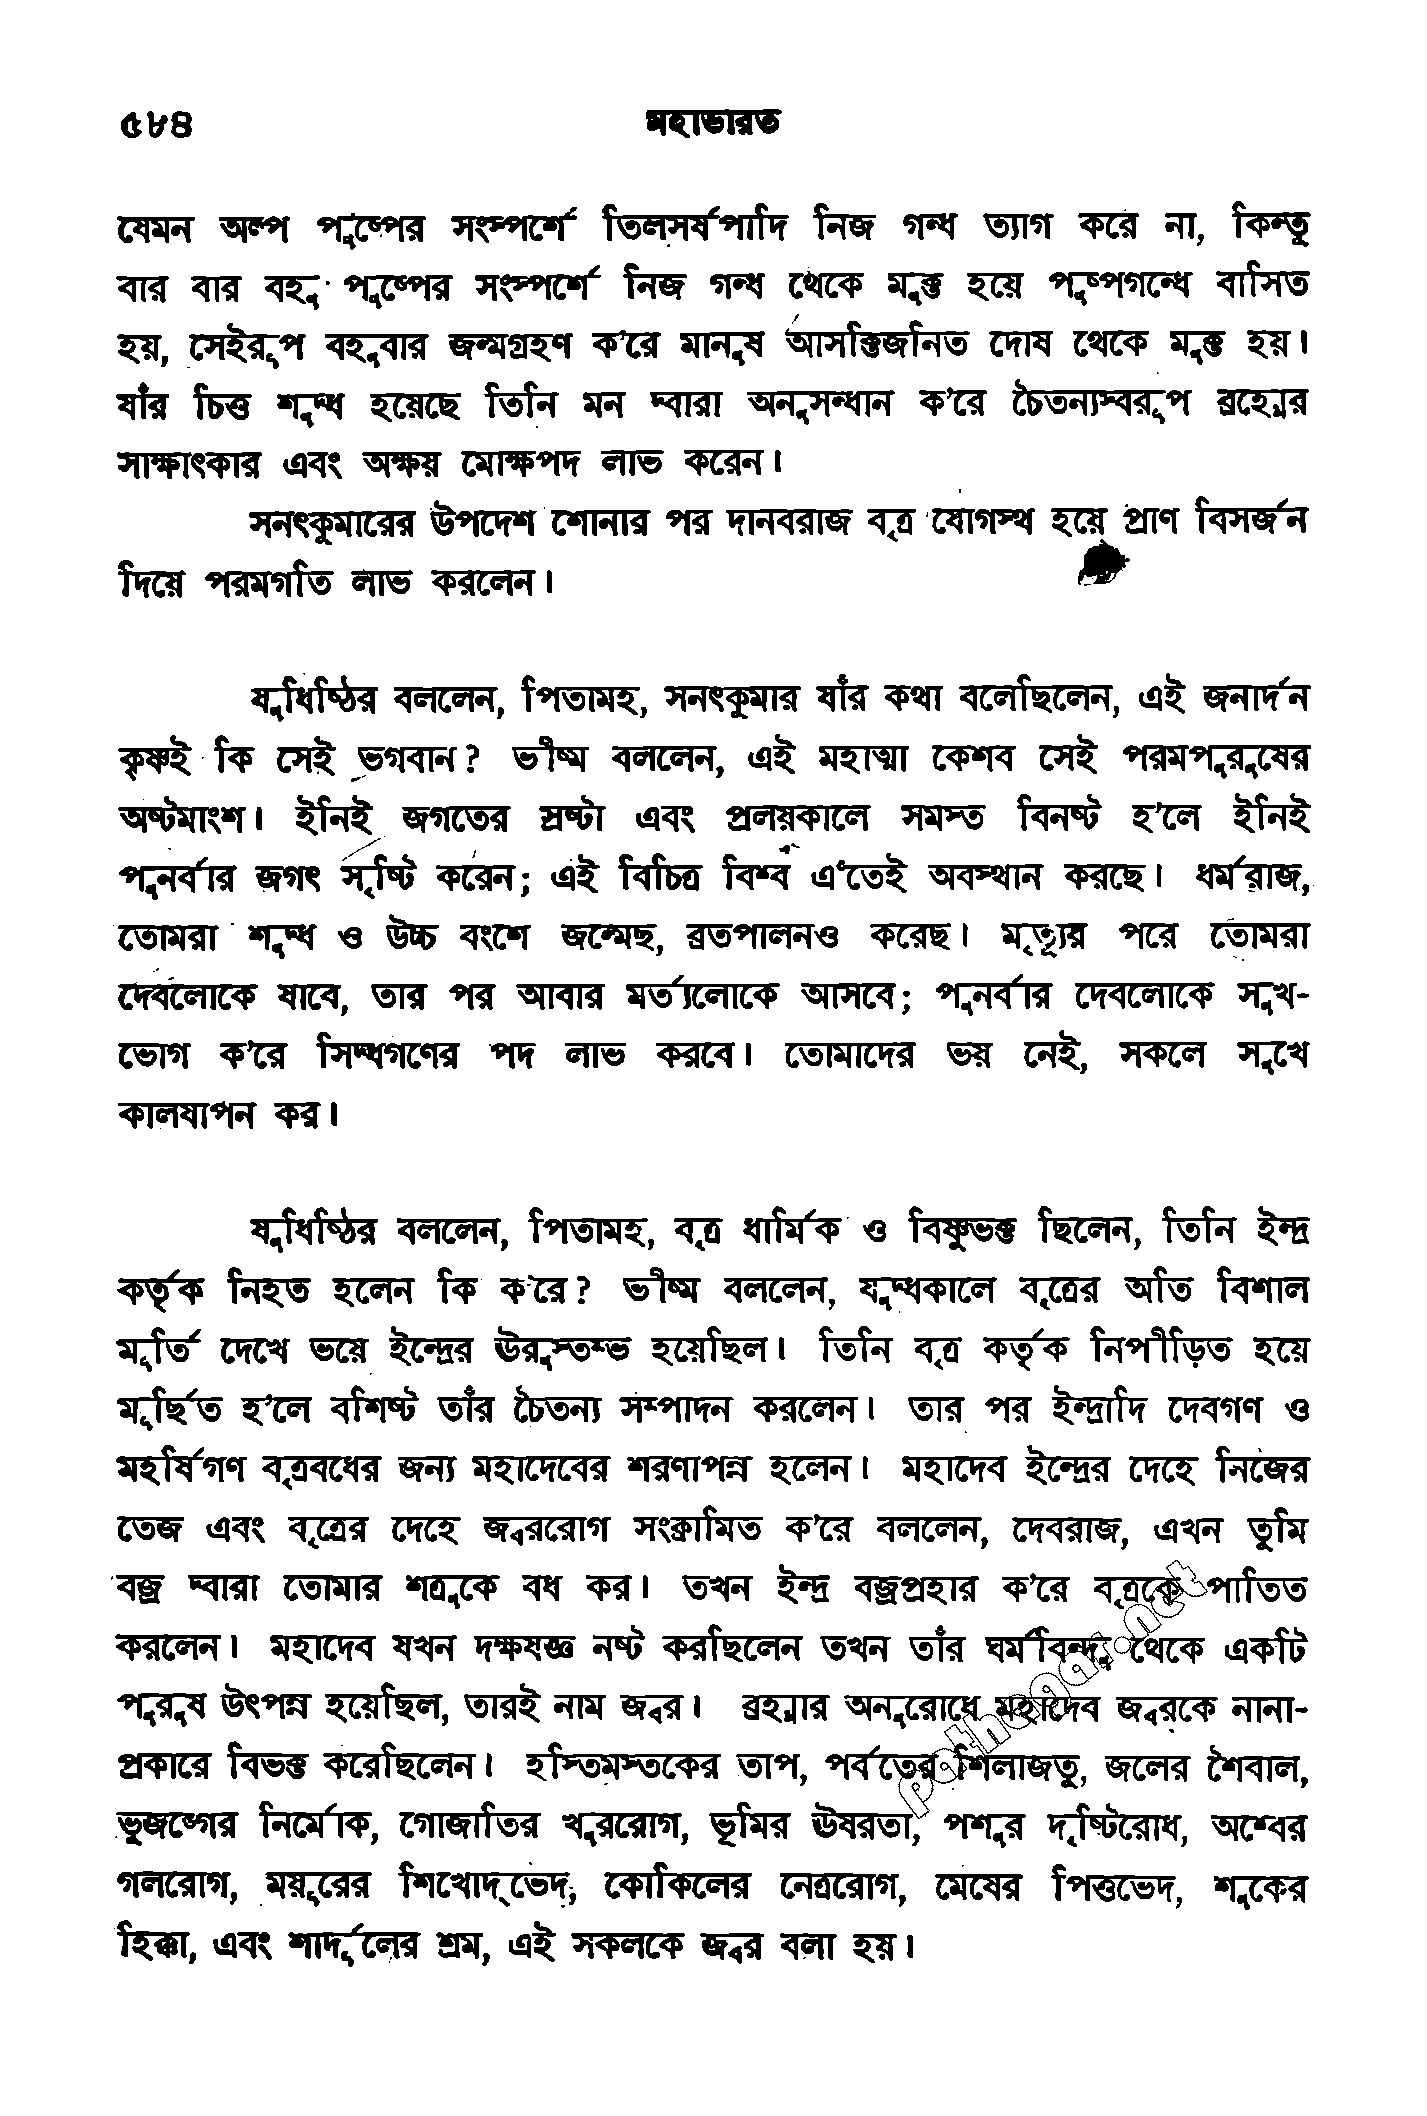 ৫৮৪ মহাভারত
যেমন অল্প পুষ্পের সংস্পর্শে তিলসর্ষপাদি নিজ গন্ধ ত্যাগ করে না, কিন্তু
বার বার বহু পুষ্পের সংস্পর্শে নিজ গন্ধ থেকে মুক্ত হয়ে পুষ্পগন্ধে বাসিত
হয়, সেইরূপ বহুবার জন্মগ্রহণ ক'রে মানুষ আসক্তিজনিত দোষ থেকে মুক্ত হয়।
যাঁর চিত্ত শুদ্ধ হয়েছে তিনি মন দ্বারা অনুসন্ধান ক'রে চৈতন্যস্বরূপ ব্রহ্মের
সাক্ষাৎকার এবং অক্ষয় মোক্ষপদ লাভ করেন।
সনৎকুমারের উপদেশ শোনার পর দানবরাজ বৃত্র যোগস্থ হয়ে প্রাণ বিসর্জন
দিয়ে পরমগতি লাভ করলেন।
যুধিষ্ঠির বললেন, পিতামহ, সনৎকুমার যাঁর কথা বলেছিলেন, এই জনার্দন
কৃষ্ণই কি সেই ভগবান? ভীষ্ম বললেন, এই মহাত্মা কেশব সেই পরমপুরুষের
অষ্টমাংশ। ইনিই জগতের স্রষ্টা এবং প্রলয়কালে সমস্ত বিনষ্ট হ'লে ইনিই
পুনর্বার জগৎ সৃষ্টি করেন; এই বিচিত্র বিশ্ব এঁতেই অবস্থান করছে। ধর্মরাজ,
তোমরা শুদ্ধ ও উচ্চ বংশে জন্মেছ, ব্রতপালনও করেছ। মৃত্যুর পরে তোমরা
দেবলোকে যাবে, তার পর আবার মর্ত্যলোকে আসবে; পুনর্বার দেবলোকে সুখ-
ভোগ ক'রে সিদ্ধগণের পদ লাভ করবে। তোমাদের ভয় নেই, সকলে সুখে
কালযাপন কর।
যুধিষ্ঠির বললেন, পিতামহ, বৃত্র ধার্মিক ও বিষ্ণুভক্ত ছিলেন, তিনি ইন্দ্র
কর্তৃক নিহত হলেন কি ক'রে? ভীষ্ম বললেন, যুদ্ধকালে বৃত্রের অতি বিশাল
মূর্তি দেখে ভয়ে ইন্দ্রের ঊরুস্তম্ভ হয়েছিল। তিনি বৃত্র কর্তৃক নিপীড়িত হয়ে
মূর্ছিত হ'লে বশিষ্ট তাঁর চৈতন্য সম্পাদন করলেন। তার পর ইন্দ্রাদি দেবগণ ও
মহর্ষিগণ বৃত্রবধের জন্য মহাদেবের শরণাপন্ন হলেন। মহাদেব ইন্দ্রের দেহে নিজের
তেজ এবং বৃত্রের দেহে জ্বররোগ সংক্রামিত ক'রে বললেন, দেবরাজ, এখন তুমি
বজ্র দ্বারা তোমার শত্রুকে বধ কর। তখন ইন্দ্র বজ্রপ্রহার ক'রে বৃত্রকে পাতিত
করলেন। মহাদেব যখন দক্ষযজ্ঞ নষ্ট করছিলেন তখন তাঁর ঘর্মবিন্দু থেকে একটি
পুরুষ উৎপন্ন হয়েছিল, তারই নাম জ্বর। ব্রহ্মার অনুরোধে মহাদেব জ্বরকে নানা-
প্রকারে বিভক্ত করেছিলেন। হস্তিমস্তকের তাপ, পর্বতের শিলাজতু, জলের শৈবাল,
ভুজঙ্গের নির্মোক, গোজাতির খুররোগ, ভূমির ঊষরতা, পশুর দৃষ্টিরোধ, অশ্বের
গলরোগ, ময়ূরের শিখোদ্‌ভেদ, কোকিলের নেত্ররোগ, মেষের পিত্তভেদ, শুকের
হিক্কা, এবং শার্দূলের শ্রম, এই সকলকে জ্বর বলা হয়।
pathagar.net